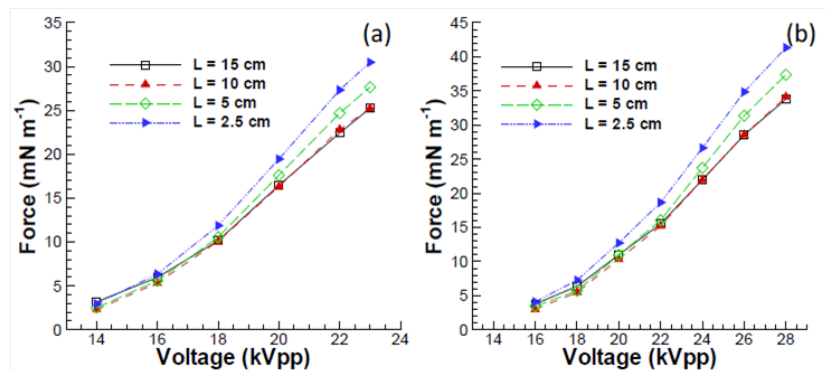 (a)
L = 15 cm
L = 10 cm
L = 5 cm
L = 2.5 cm
Force (mN m-1)
35
30
25
20
15
10
5
0
14 16 18 20 22 24
Voltage (kVpp)
(b)
L = 15 cm
L = 10 cm
L = 5 cm
L = 2.5 cm
Force (mN m-1)
45
40
35
30
25
20
15
10
5
0
14 16 18 20 22 24 26 28
Voltage (kVpp)